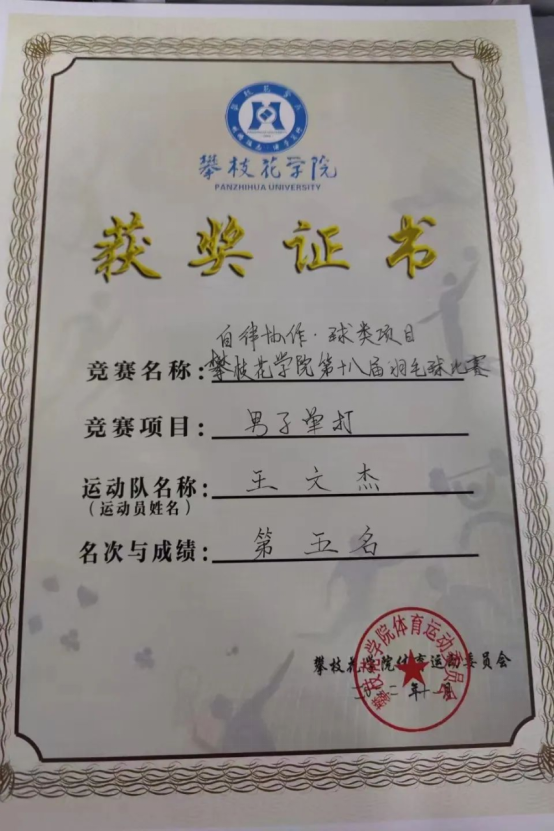 攀枝花学院
PANZHIHUA UNIVERSITY
获奖证书
自律协作·球类项目
竞赛名称:攀枝花学院第十八届羽毛球比赛
竞赛项目:男子单打
运动队名称:王文杰
(运动员姓名)
名次与成绩:第五名
攀枝花学院体育运动委员会
攀枝花学院体育运动委员会
年十一月